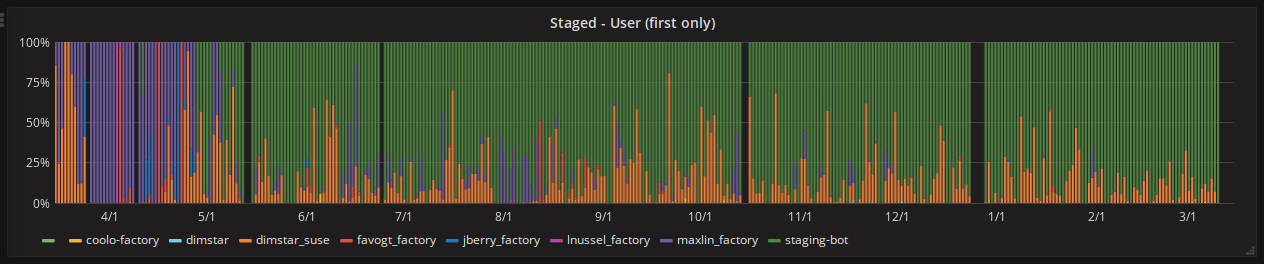 Staged - User (first only)
100%
75%
50%
25%
0%
4/1 5/1 6/1 7/1 8/1 9/1 10/1 11/1 12/1 1/1 2/1 3/1
coolo-factory dimstar dimstar_suse favogt_factory jberry_factory lnussel_factory maxlin_factory staging-bot